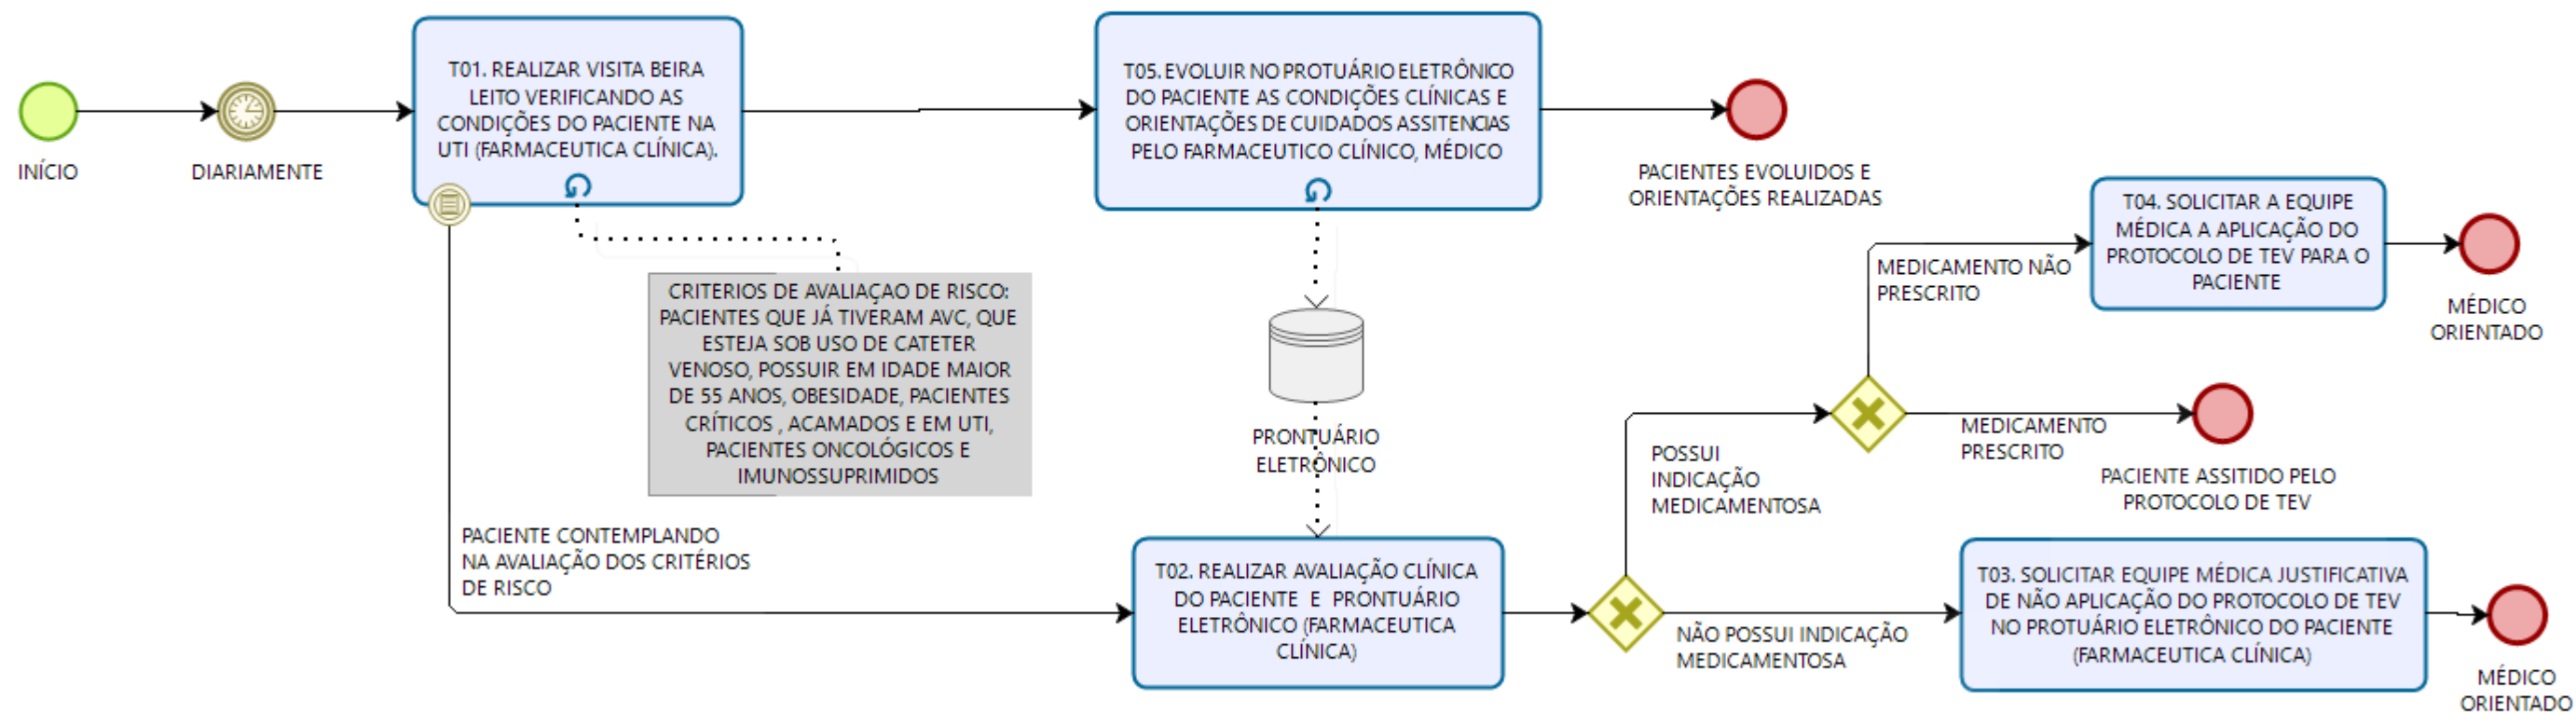 INÍCIO
DIARIAMENTE
T01. REALIZAR VISITA BEIRA
LEITO VERIFICANDO AS
CONDIÇÕES DO PACIENTE NA
UTI (FARMACEUTICA CLÍNICA).
T05. EVOLUIR NO PROTUÁRIO ELETRÔNICO
DO PACIENTE AS CONDIÇÕES CLÍNICAS E
ORIENTAÇÕES DE CUIDADOS ASSITENCIAS
PELO FARMACEUTICO CLÍNICO, MÉDICO
PACIENTES EVOLUIDOS E
ORIENTAÇÕES REALIZADAS
CRITERIOS DE AVALIAÇAO DE RISCO:
PACIENTES QUE JÁ TIVERAM AVC, QUE
ESTEJA SOB USO DE CATETER
VENOSO, POSSUIR EM IDADE MAIOR
DE 55 ANOS, OBESIDADE, PACIENTES
CRÍTICOS , ACAMADOS E EM UTI,
PACIENTES ONCOLÓGICOS E
IMUNOSSUPRIMIDOS
PRONTUÁRIO
ELETRÔNICO
PACIENTE CONTEMPLANDO
NA AVALIAÇÃO DOS CRITÉRIOS
DE RISCO
T02. REALIZAR AVALIAÇÃO CLÍNICA
DO PACIENTE E PRONTUÁRIO
ELETRÔNICO (FARMACEUTICA
CLÍNICA)
POSSUI
INDICAÇÃO
MEDICAMENTOSA
MEDICAMENTO NÃO
PRESCRITO
T04. SOLICITAR A EQUIPE
MÉDICA A APLICAÇÃO DO
PROTOCOLO DE TEV PARA O
PACIENTE
MÉDICO
ORIENTADO
MEDICAMENTO
PRESCRITO
PACIENTE ASSITIDO PELO
PROTOCOLO DE TEV
NÃO POSSUI INDICAÇÃO
MEDICAMENTOSA
T03. SOLICITAR EQUIPE MÉDICA JUSTIFICATIVA
DE NÃO APLICAÇÃO DO PROTOCOLO DE TEV
NO PROTUÁRIO ELETRÔNICO DO PACIENTE
(FARMACEUTICA CLÍNICA)
MÉDICO
ORIENTADO